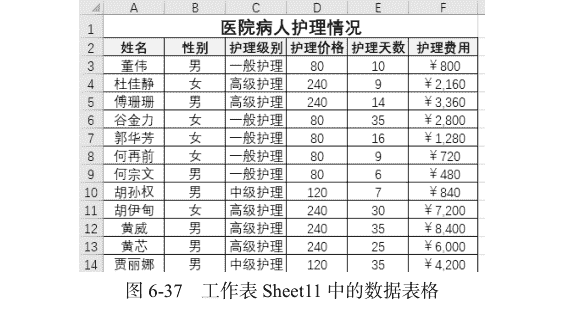 A B C D E F
1 医院病人护理情况
2 姓名 性别 护理级别 护理价格 护理天数 护理费用
3 董伟 男 一般护理 80 10 ￥800
4 杜佳静 女 高级护理 240 9 ￥2,160
5 傅珊珊 男 高级护理 240 14 ￥3,360
6 谷金力 女 一般护理 80 35 ￥2,800
7 郭华芳 女 一般护理 80 16 ￥1,280
8 何再前 女 一般护理 80 9 ￥720
9 何宗文 男 一般护理 80 6 ￥480
10 胡孙权 男 中级护理 120 7 ￥840
11 胡伊甸 女 高级护理 240 30 ￥7,200
12 黄威 男 高级护理 240 35 ￥8,400
13 黄芯 男 高级护理 240 25 ￥6,000
14 贾丽娜 男 中级护理 120 35 ￥4,200
图 6-37 工作表 Sheet11 中的数据表格